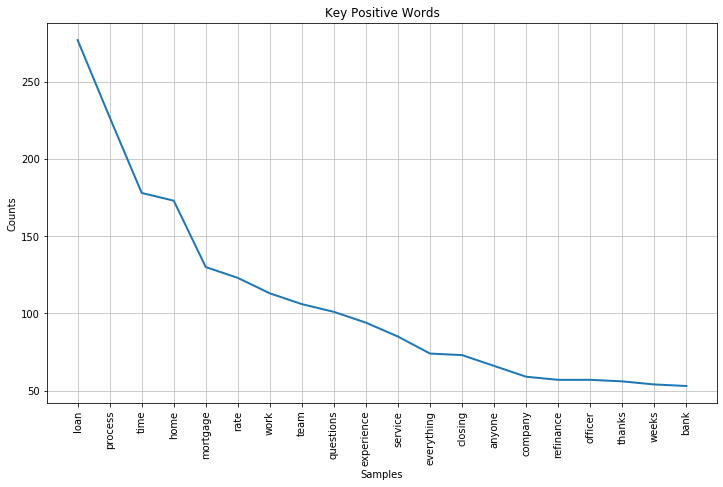 Key Positive Words
Counts
250
200
150
100
50
loan
process
time
home
mortgage
rate
work
team
questions
experience
service
everything
closing
anyone
company
refinance
officer
thanks
weeks
bank
Samples